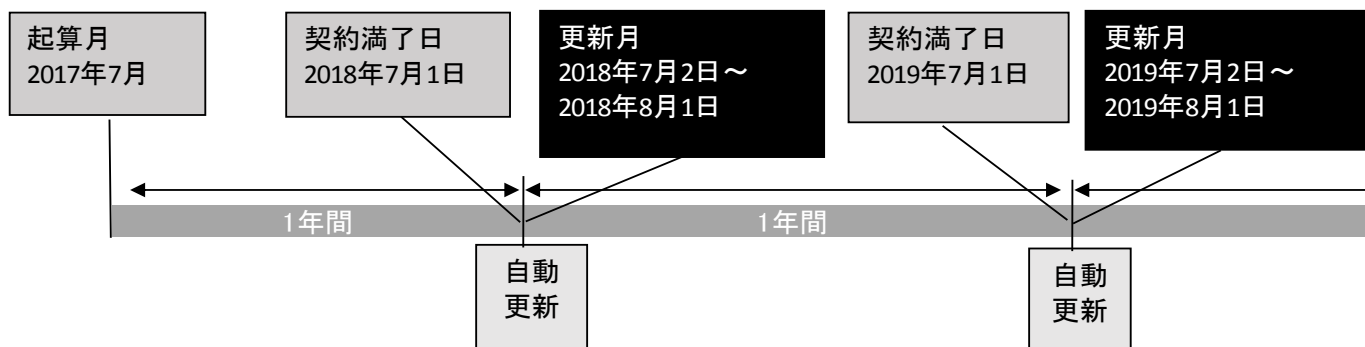 起算月
2017年7月
契約満了日
2018年7月1日
更新月
2018年7月2日～
2018年8月1日
契約満了日
2019年7月1日
更新月
2019年7月2日～
2019年8月1日
1年間
1年間
自動
更新
自動
更新